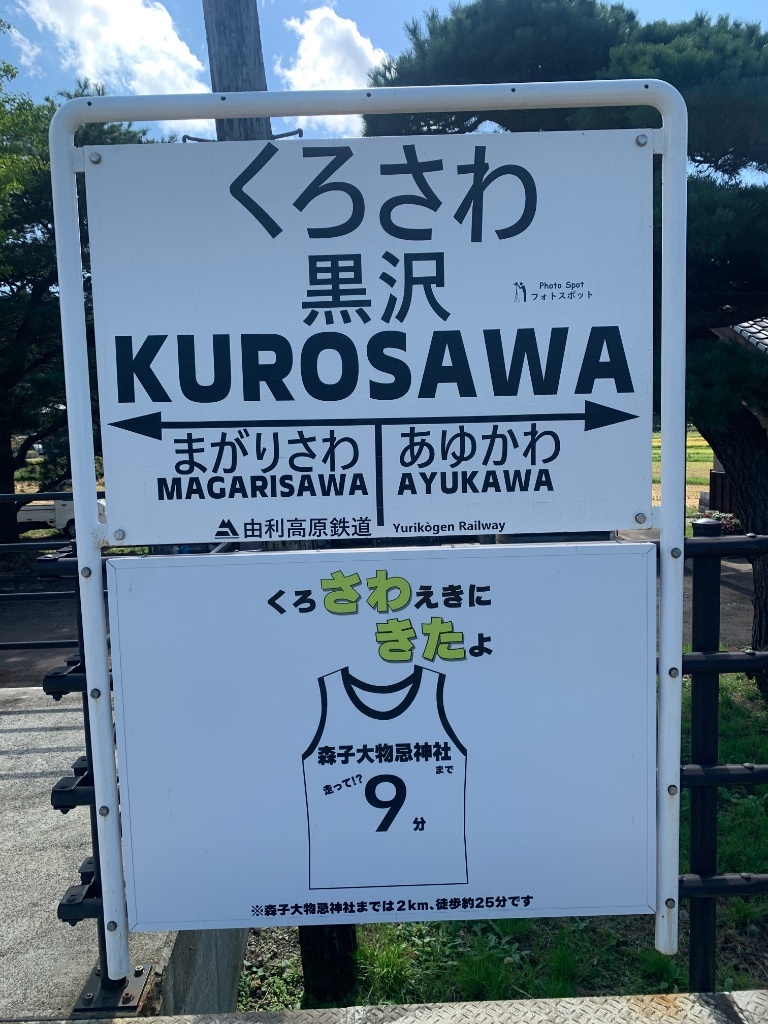 くろさわ
黒沢
Photo Spot
フォトスポット
KUROSAWA
まがりさわ
MAGARISAWA
あゆかわ
AYUKAWA
由利高原鉄道 Yurikògen Railway
くろさわえきに
きたよ
森子大物忌神社
まで
走って!?
9分
※森子大物忌神社までは2km、徒歩約25分です